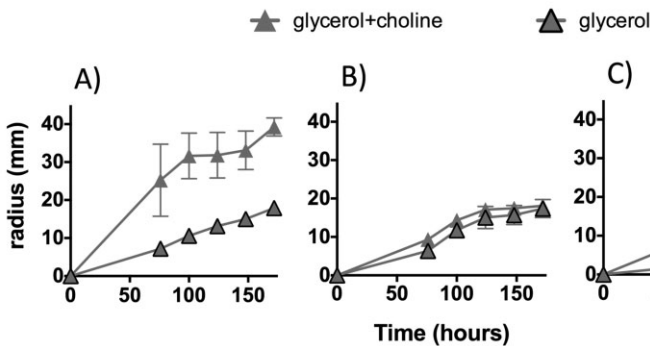 glycerol+choline glycerol
A) B) C)
radius (mm)
40 40 40
30 30 30
20 20 20
10 10 10
0 0 0
0 50 100 150 0 50 100 150 0
Time (hours)